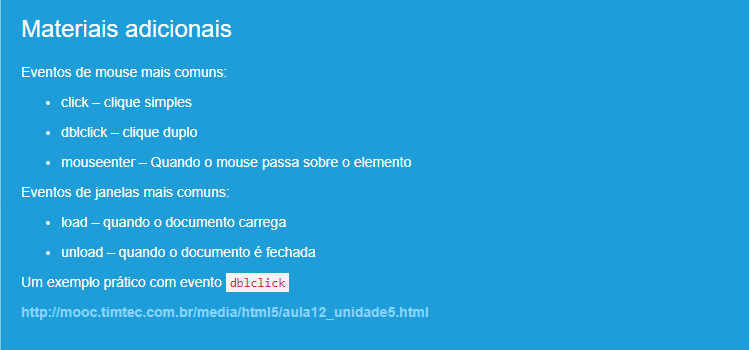 Materiais adicionais
Eventos de mouse mais comuns:
• click – clique simples
• dblclick – clique duplo
• mouseenter – Quando o mouse passa sobre o elemento
Eventos de janelas mais comuns:
• load – quando o documento carrega
• unload – quando o documento é fechada
Um exemplo prático com evento dblclick
http://mooc.timtec.com.br/media/html5/aula12_unidade5.html